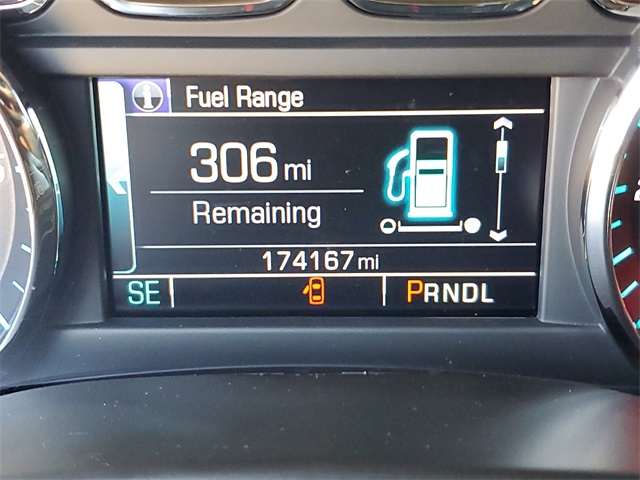 Fuel Range
306 mi
Remaining
174167 mi
SE
PRNDL